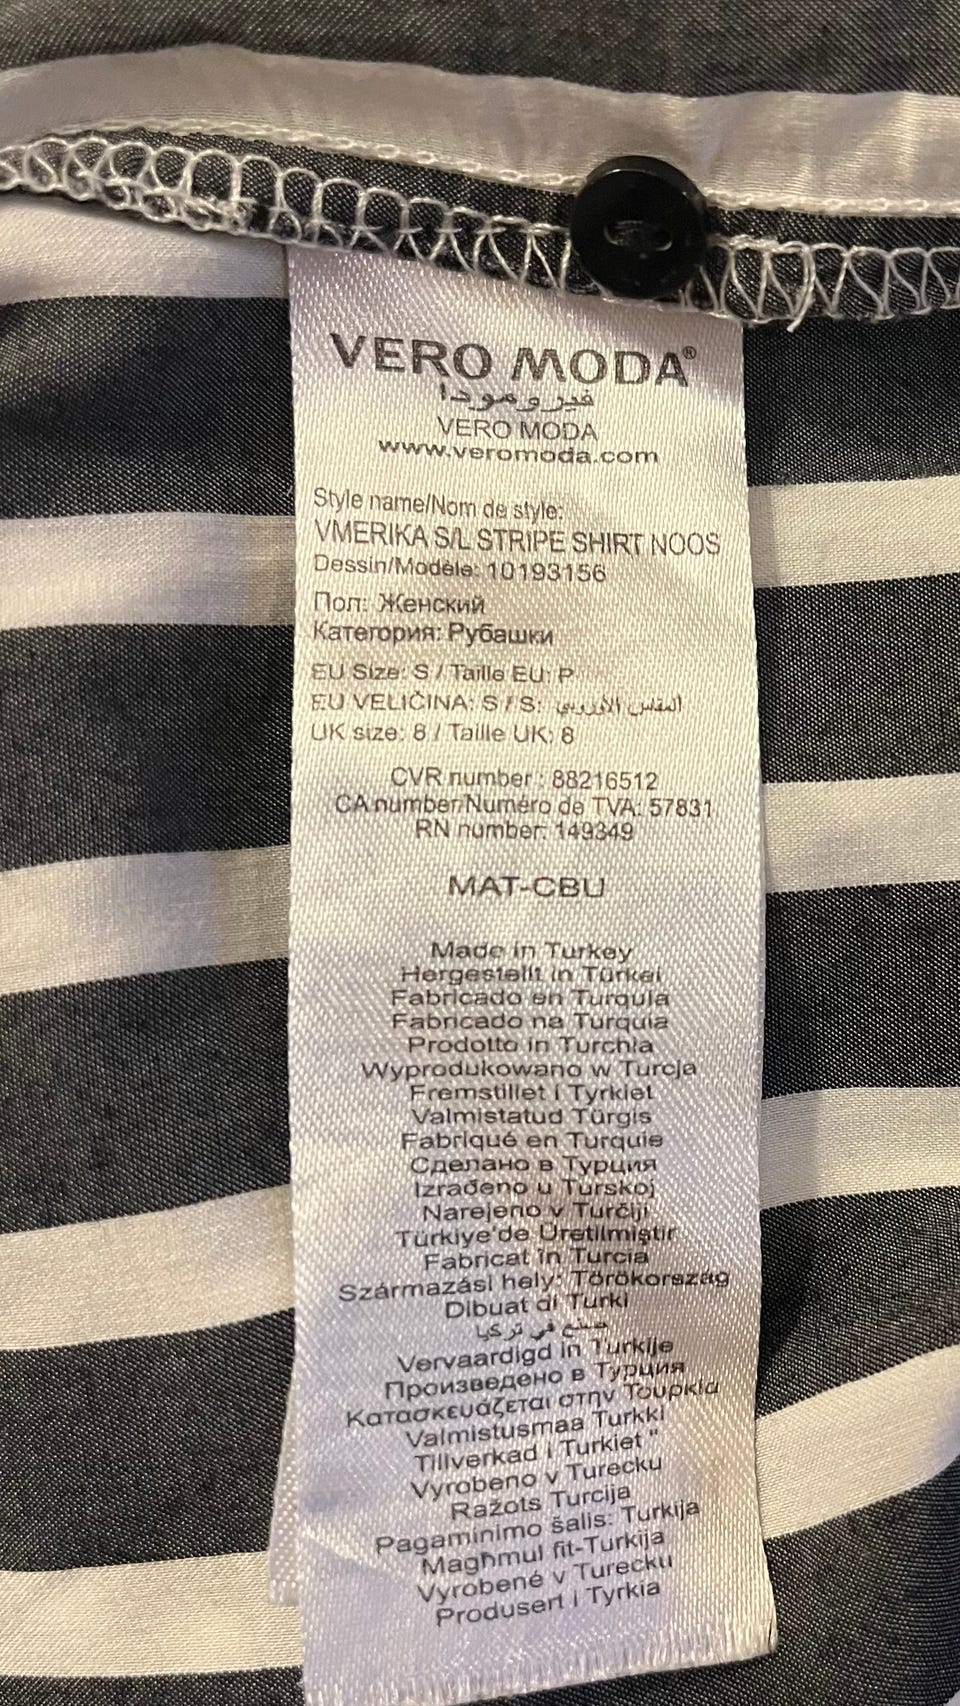 VERO MODA®
فيرومودا
VERO MODA
www.veromoda.com
Style name/Nom de style:
VMERIKA S/L STRIPE SHIRT NOOS
Dessin/Modèle: 10193156
Пол: Женский
Категория: Рубашки
EU Size: S / Taille EU: P
EU VELIČINA: S / S: المقاس الأوروبي
UK size: 8 / Taille UK: 8
CVR number : 88216512
CA number/Numéro de TVA: 57831
RN number: 149349
MAT-CBU
Made in Turkey
Hergestellt in Türkei
Fabricado en Turquía
Fabricado na Turquia
Prodotto in Turchia
Wyprodukowano w Turcja
Fremstillet i Tyrkiet
Valmistatud Türgis
Fabriqué en Turquie
Сделано в Турция
Izrađeno u Turskoj
Narejeno v Turčiji
Türkiye'de Üretilmiştir
Fabricat în Turcia
Származási hely: Törökország
Dibuat di Turki
صنع في تركيا
Vervaardigd in Turkije
Произведено в Турция
Κατασκευάζεται στην Τουρκία
Valmistusmaa Turkki
Tillverkad i Turkiet "
Vyrobeno v Turecku
Ražots Turcija
Pagaminimo šalis: Turkija
Magħmul fit-Turkija
Vyrobené v Turecku
Produsert i Tyrkia